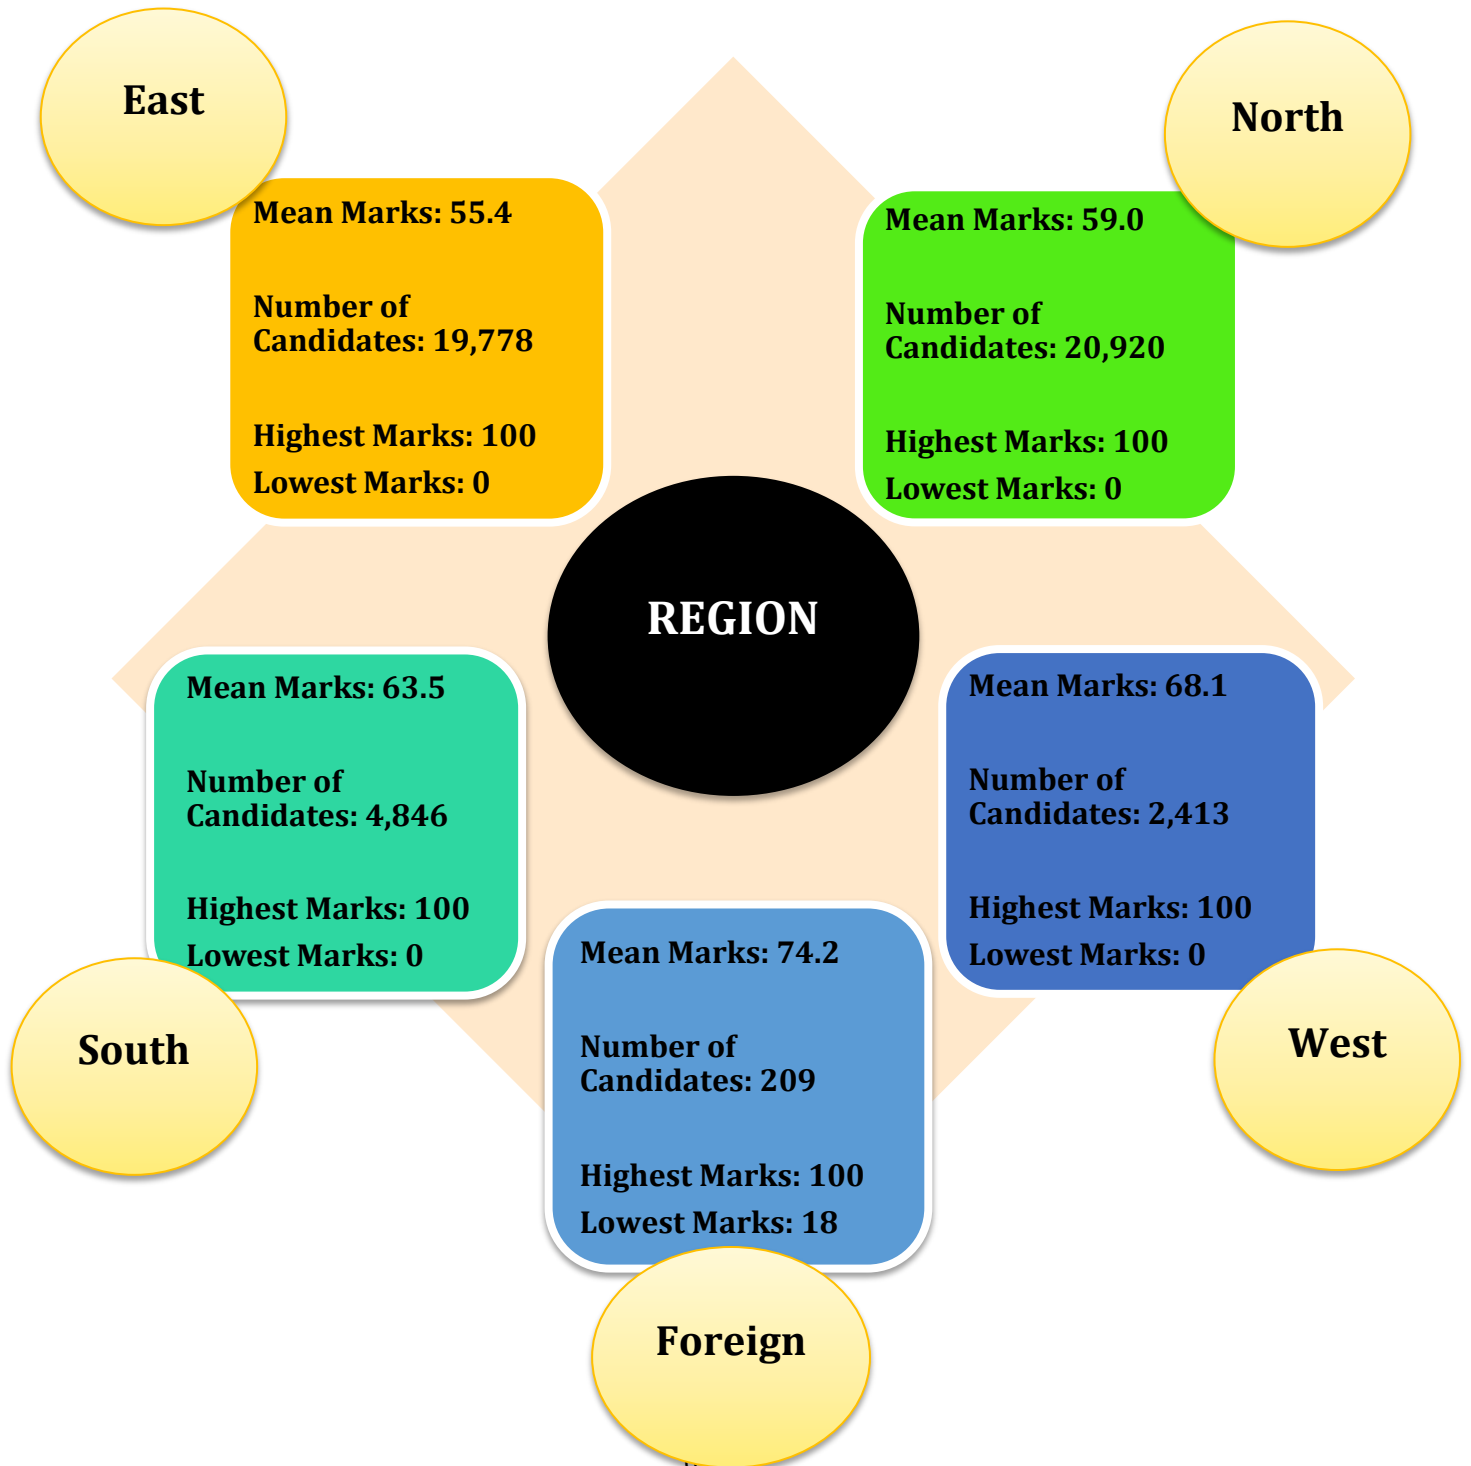 East
Mean Marks: 55.4
Number of
Candidates: 19,778
Highest Marks: 100
Lowest Marks: 0
North
Mean Marks: 59.0
Number of
Candidates: 20,920
Highest Marks: 100
Lowest Marks: 0
REGION
Mean Marks: 63.5
Number of
Candidates: 4,846
Highest Marks: 100
Lowest Marks: 0
South
Mean Marks: 68.1
Number of
Candidates: 2,413
Highest Marks: 100
Lowest Marks: 0
West
Mean Marks: 74.2
Number of
Candidates: 209
Highest Marks: 100
Lowest Marks: 18
Foreign